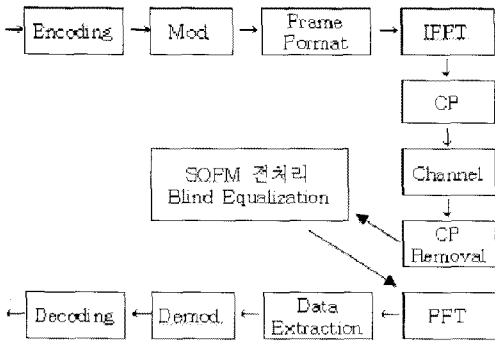 Encoding
Mod.
Frame
Format
IFFT
CP
Channel
SOFM 전처리
Blind Equalization
CP
Removal
FFT
Data
Extraction
Demod.
Decoding